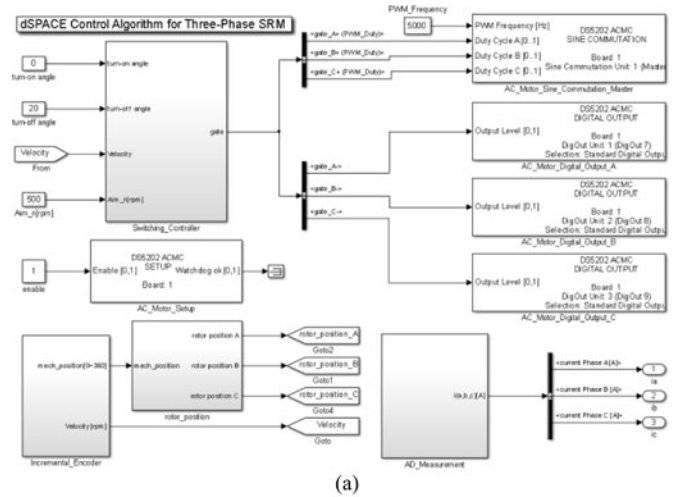 dSPACE Control Algorithm for Three-Phase SRM
PWM_Frequency
5000
PWM Frequency [Hz]
Duty Cycle A [0..1]
Duty Cycle B [0..1]
Duty Cycle C [0..1]
DS5202 ACMC
SINE COMMUTATION
Board: 1
Sine Commutation Unit: 1 (Master
AC_Motor_Sine_Commutation_Master
<gate_A+ (PWM_Duty)>
<gate_B+ (PWM_Duty)>
<gate_C+ (PWM_Duty)>
0
turn-on angle
20
turn-off angle
Velocity
From
500
Aim_n[rpm]
turn-on angle
turn-off angle
Velocity
Aim_n[rpm]
gate
Switching_Controller
<gate_A->
<gate_B->
<gate_C->
Output Level [0,1]
DS5202 ACMC
DIGITAL OUTPUT
Board: 1
DigOut Unit: 1 (DigOut 7)
Selection: Standard Digital Outpu
AC_Motor_Digital_Output_A
Output Level [0,1]
DS5202 ACMC
DIGITAL OUTPUT
Board: 1
DigOut Unit: 2 (DigOut 8)
Selection: Standard Digital Outpu
AC_Motor_Digital_Output_B
Output Level [0,1]
DS5202 ACMC
DIGITAL OUTPUT
Board: 1
DigOut Unit: 3 (DigOut 9)
Selection: Standard Digital Outpu
AC_Motor_Digital_Output_C
1
enable
Enable [0,1]
DS5202 ACMC
SETUP
Board: 1
Watchdog ok [0,1]
AC_Motor_Setup
mech_position[0~360]
Velocity[rpm]
Incremental_Encoder
mech_position
rotor position A
rotor position B
rotor position C
rotor_position
rotor_position_A
Goto2
rotor_position_B
Goto1
rotor_position_C
Goto4
Velocity
Goto
I(a,b,c)[A]
AD_Measurement
<current Phase A[A]>
<current Phase B [A]>
<current Phase C [A]>
1
ia
2
ib
3
ic
(a)